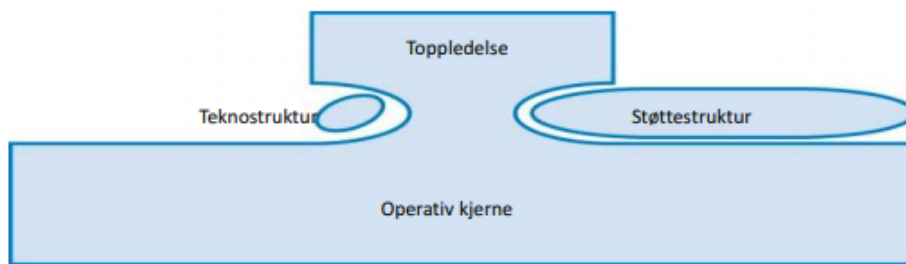 Toppledelse
Teknostruktur
Støttestruktur
Operativ kjerne